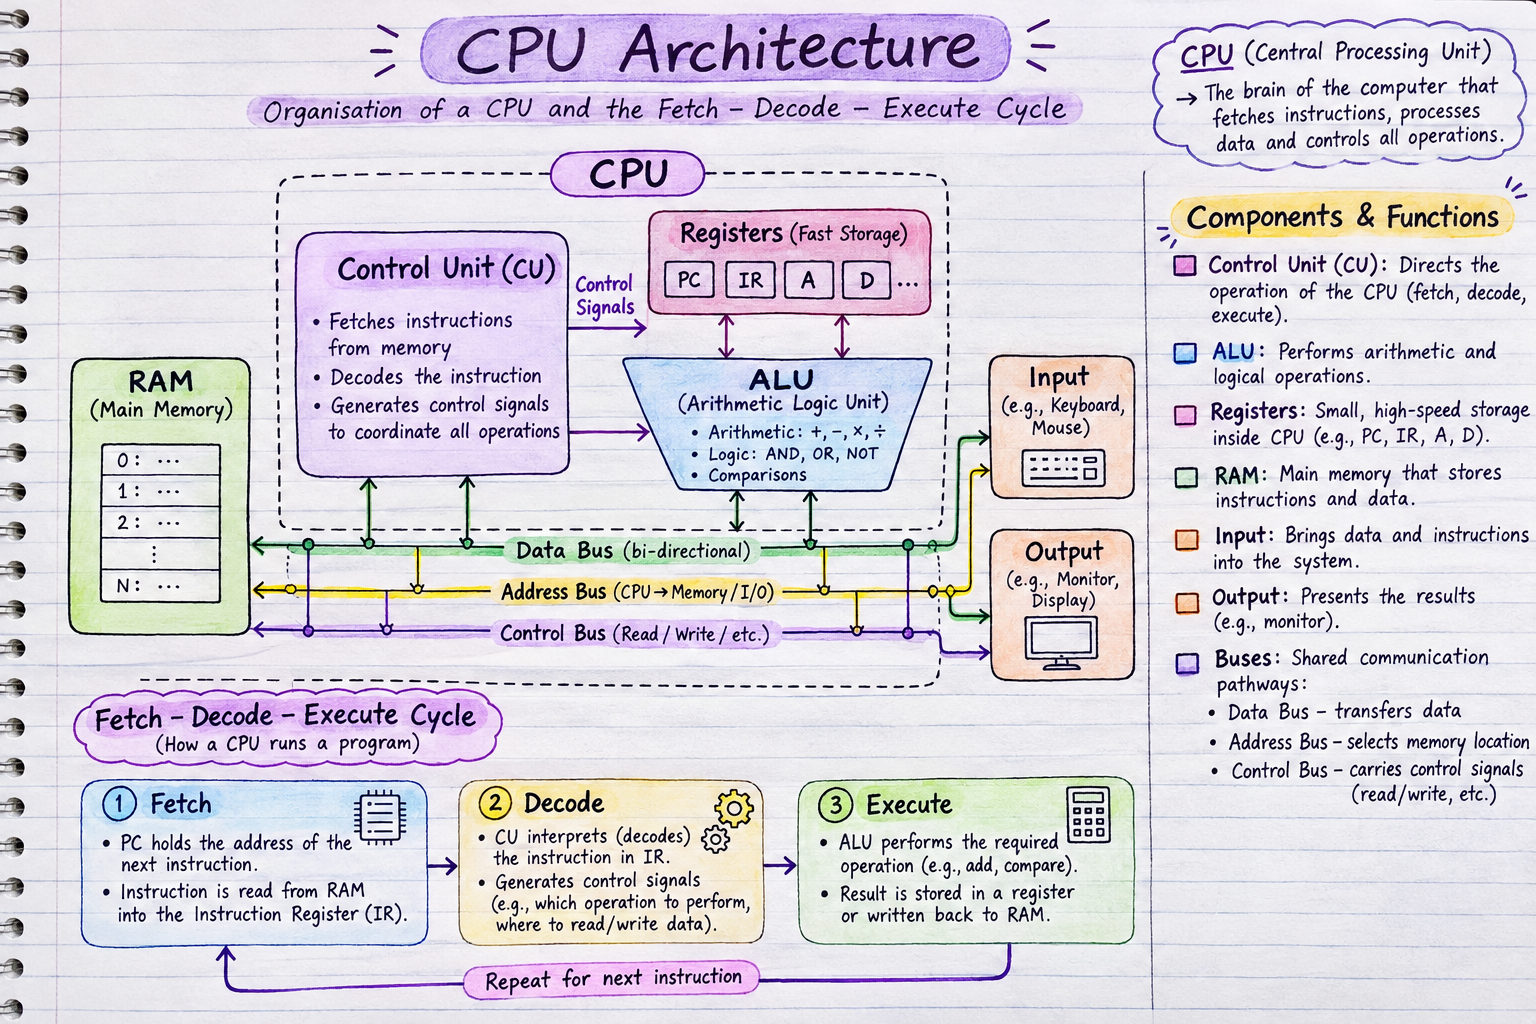 CPU Architecture
Organisation of a CPU and the Fetch – Decode – Execute Cycle
CPU (Central Processing Unit)
→ The brain of the computer that
fetches instructions, processes
data and controls all operations.
CPU
Control Unit (CU)
• Fetches instructions
from memory
• Decodes the instruction
• Generates control signals
to coordinate all operations
Control
Signals
Registers (Fast Storage)
PC IR A D ...
ALU
(Arithmetic Logic Unit)
• Arithmetic: +, −, ×, ÷
• Logic: AND, OR, NOT
• Comparisons
RAM
(Main Memory)
0: ...
1: ...
2: ...
⋮
N: ...
Input
(e.g., Keyboard,
Mouse)
Output
(e.g., Monitor,
Display)
Data Bus (bi-directional)
Address Bus (CPU→Memory/I/O)
Control Bus (Read / Write / etc.)
Components & Functions
Control Unit (CU): Directs the
operation of the CPU (fetch, decode,
execute).
ALU: Performs arithmetic and
logical operations.
Registers: Small, high-speed storage
inside CPU (e.g., PC, IR, A, D).
RAM: Main memory that stores
instructions and data.
Input: Brings data and instructions
into the system.
Output: Presents the results
(e.g., monitor).
Buses: Shared communication
pathways:
• Data Bus – transfers data
• Address Bus – selects memory location
• Control Bus – carries control signals
(read/write, etc.)
Fetch – Decode – Execute Cycle
(How a CPU runs a program)
1 Fetch
• PC holds the address of the
next instruction.
• Instruction is read from RAM
into the Instruction Register (IR).
2 Decode
• CU interprets (decodes)
the instruction in IR.
• Generates control signals
(e.g., which operation to perform,
where to read/write data).
3 Execute
• ALU performs the required
operation (e.g., add, compare).
• Result is stored in a register
or written back to RAM.
Repeat for next instruction